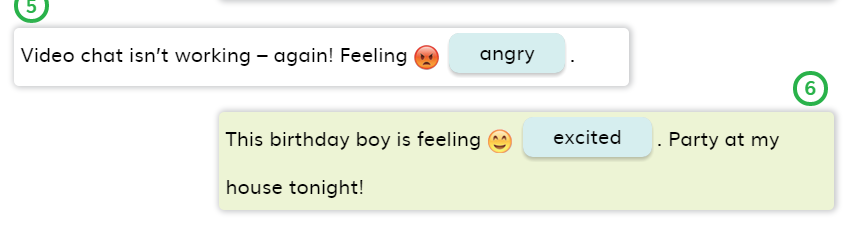 5
Video chat isn’t working – again! Feeling 😡 angry .
6
This birthday boy is feeling 😊 excited . Party at my
house tonight!